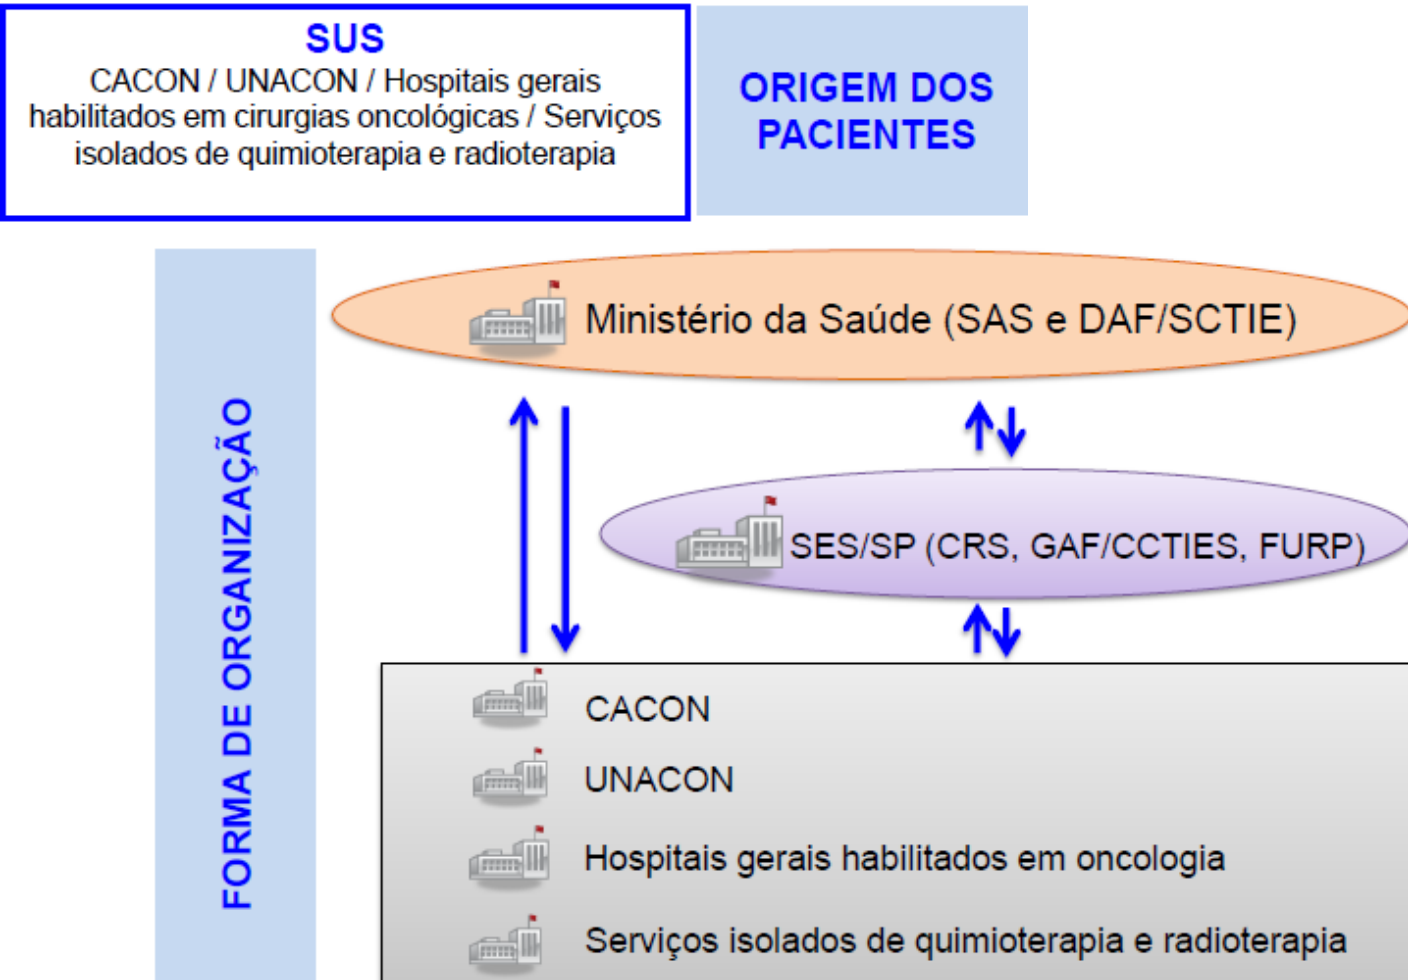 SUS
CACON / UNACON / Hospitais gerais
habilitados em cirurgias oncológicas / Serviços
isolados de quimioterapia e radioterapia
ORIGEM DOS
PACIENTES
FORMA DE ORGANIZAÇÃO
Ministério da Saúde (SAS e DAF/SCTIE)
SES/SP (CRS, GAF/CCTIES, FURP)
CACON
UNACON
Hospitais gerais habilitados em oncologia
Serviços isolados de quimioterapia e radioterapia